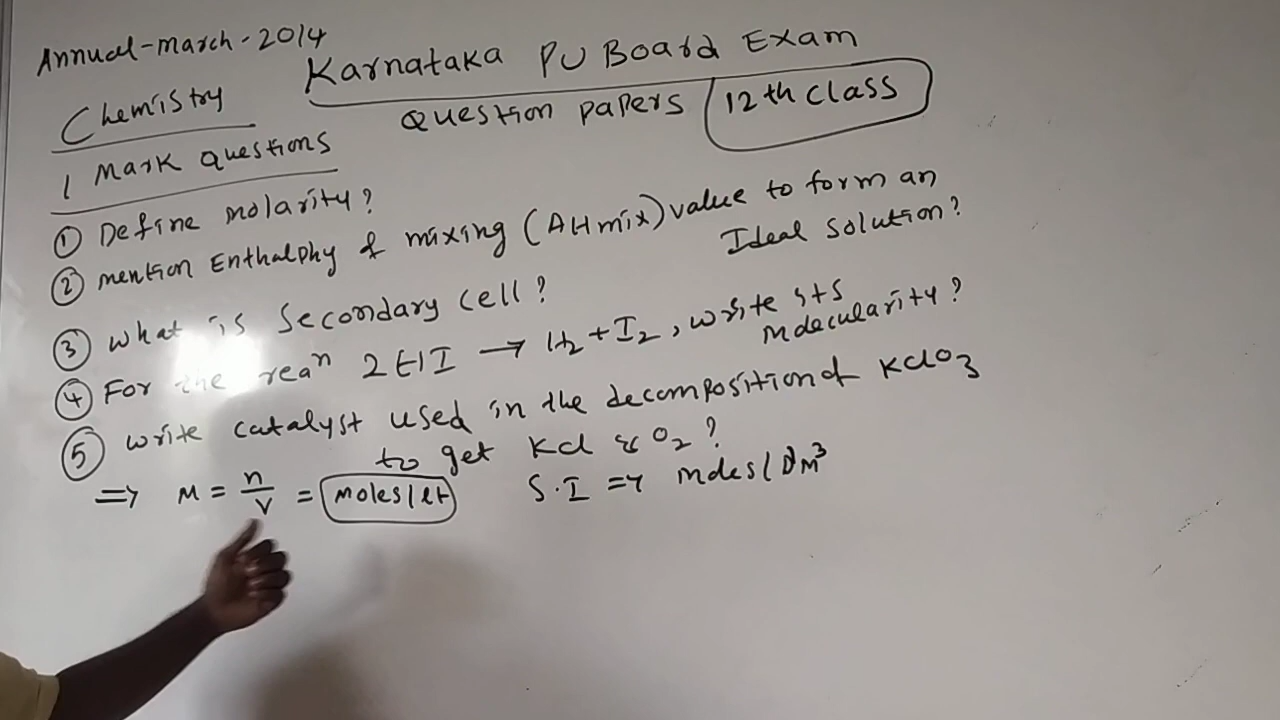 Annual-march-2014
Karnataka PU Board Exam
Chemistry
Question papers 12th class
1 Mark questions
① Define molarity?
② mention Enthalphy of mixing (ΔHmix) value to form an
Ideal solution?
③ what is Secondary cell?
④ For the reaⁿ 2HI → H₂ + I₂, write its
molecularity?
⑤ write catalyst used in the decomposition of KClO₃
to get KCl & O₂?
⇒ M = n/V = moles/lt S.I ⇒ moles/dm³